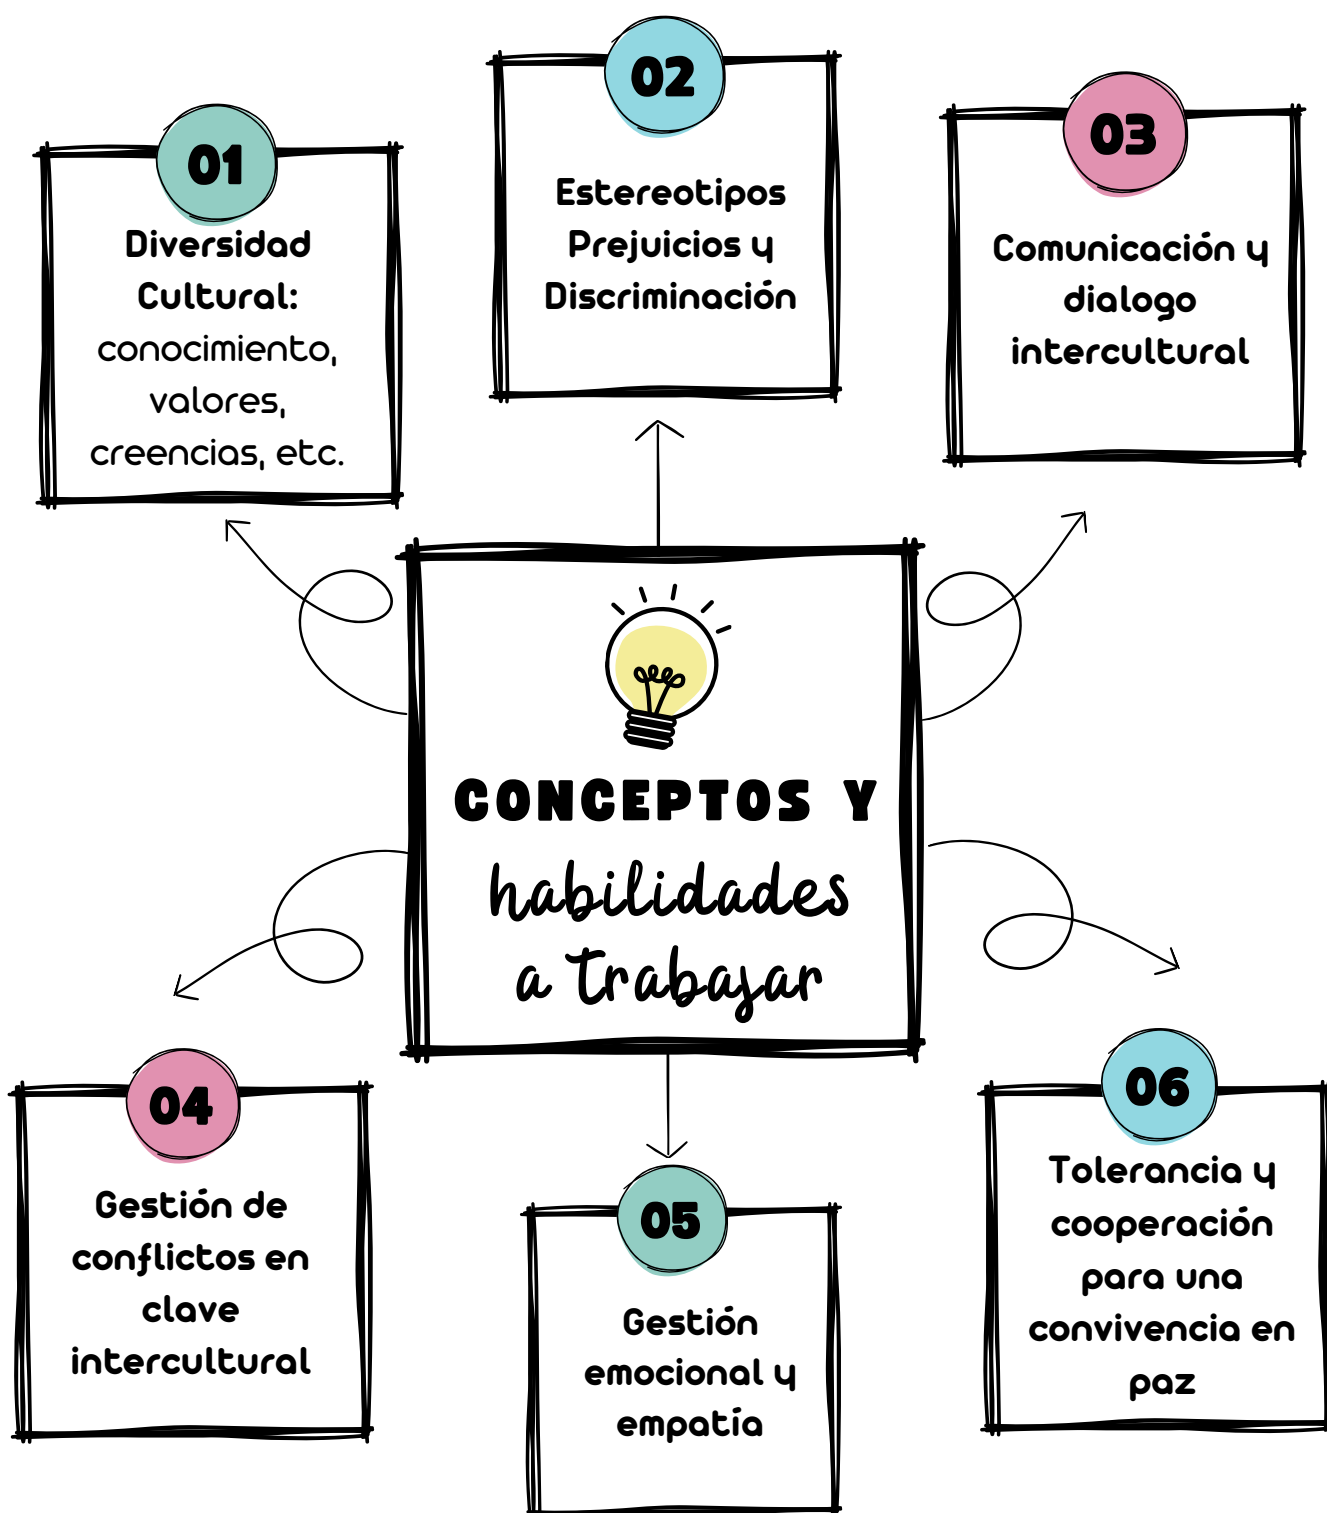 01
Diversidad
Cultural:
conocimiento,
valores,
creencias, etc.
02
Estereotipos
Prejuicios y
Discriminación
03
Comunicación y
dialogo
intercultural
CONCEPTOS Y
habilidades
a trabajar
04
Gestión de
conflictos en
clave
intercultural
05
Gestión
emocional y
empatía
06
Tolerancia y
cooperación
para una
convivencia en
paz